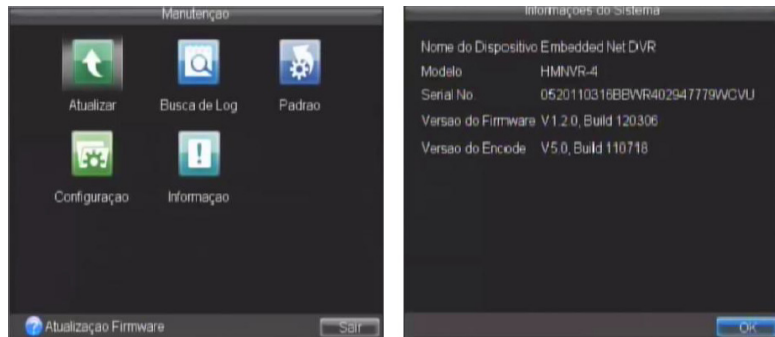 Manutençao
Atualizar
Busca de Log
Padrao
Configuraçao
Informaçao
Atualizaçao Firmware
Sair
Informações do Sistema
Nome do Dispositivo Embedded Net DVR
Modelo HMNVR-4
Serial No. 0520110316BBWR402947779WCVU
Versao do Firmware V1.2.0, Build 120306
Versao do Encode V5.0, Build 110718
OK